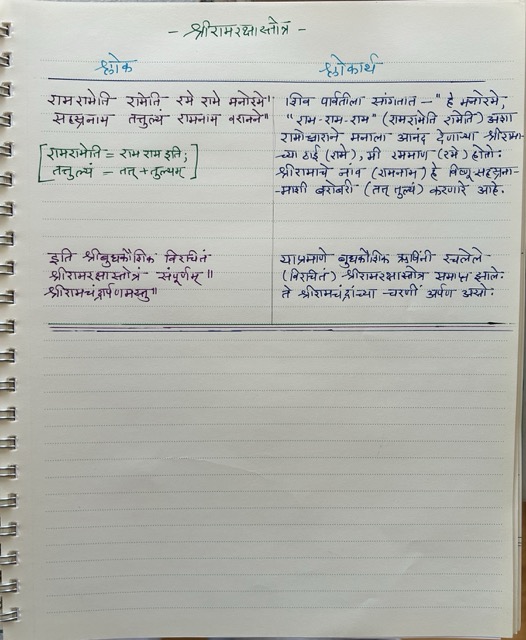 - श्रीरामरक्षास्तोत्र -
श्लोक
श्लोकार्थ
रामरामेति रामेति रमे रामे मनोरमे।
सहस्रनाम तत्तुल्यं रामनाम वरानने॥
[रामरामेति = राम राम इति;
तत्तुल्यं = तत् + तुल्यम्]
शिव पार्वतीला सांगतात - "हे मनोरमे,
"राम-राम-राम" (रामरामेति रामेति) अशा
रामोच्चाराने मनाला आनंद देणाऱ्या श्रीरामा-
च्या ठाई (रामे), मी रममाण (रमे) होतो.
श्रीरामाचे नांव (रामनाम) हे विष्णुसहस्रना-
माशी बरोबरी (तत् तुल्यं) करणारे आहे.
इति श्रीबुधकौशिक विरचितं
श्रीरामरक्षास्तोत्रं संपूर्णम्॥
श्रीरामचंद्रार्पणमस्तु॥
याप्रमाणे बुधकौशिक ऋषिंनी रचलेले
(विरचितं) श्रीरामरक्षास्तोत्र समाप्त झाले.
ते श्रीरामचंद्रांच्या चरणी अर्पण असो.